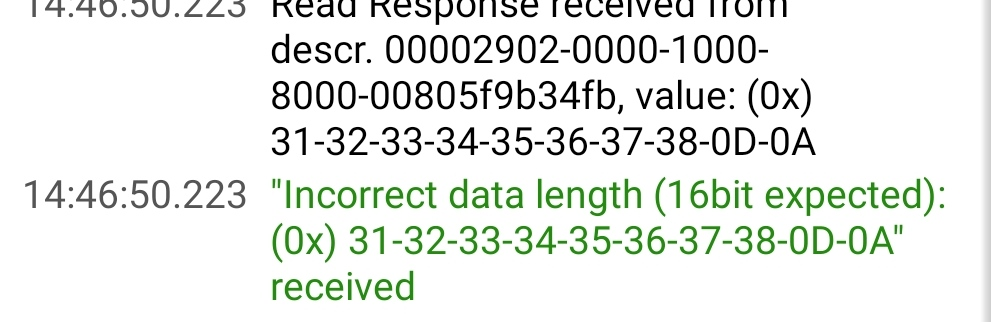 14:46:50.223 Read Response received from
descr. 00002902-0000-1000-
8000-00805f9b34fb, value: (0x)
31-32-33-34-35-36-37-38-0D-0A
14:46:50.223 "Incorrect data length (16bit expected):
(0x) 31-32-33-34-35-36-37-38-0D-0A"
received